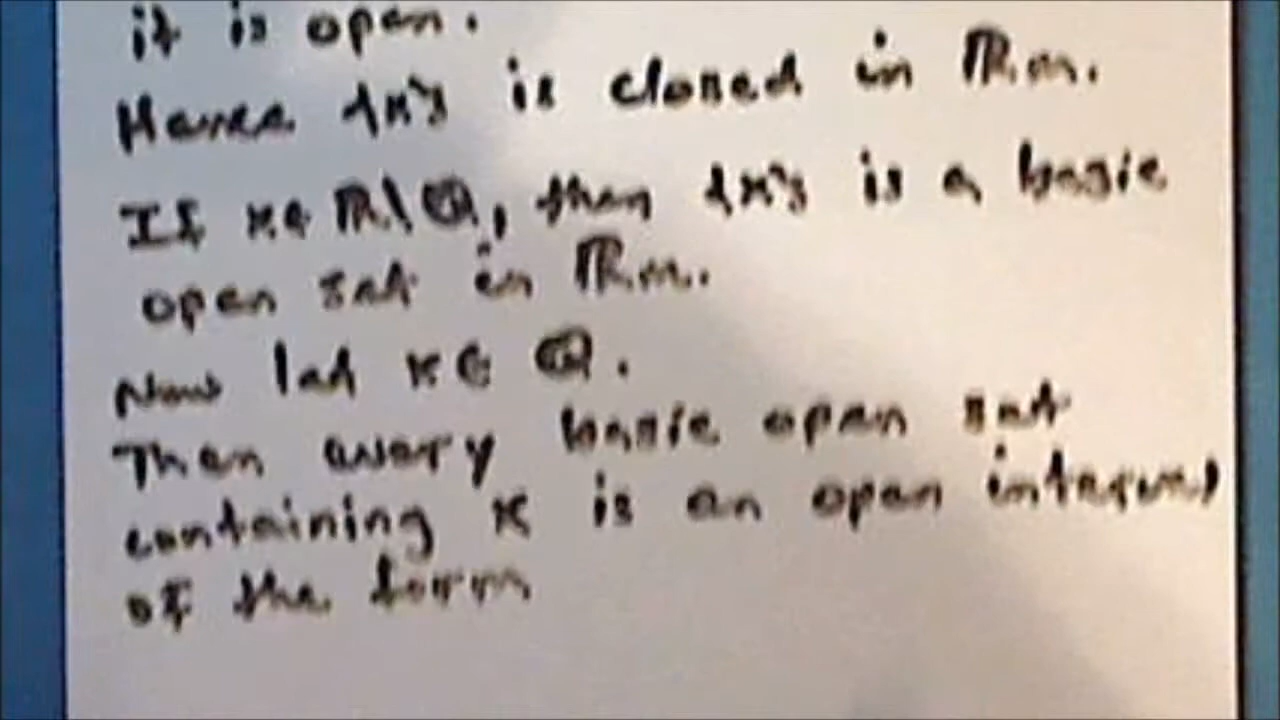 it is open.
Hence {x} is closed in ℝm.
If x∈ℝ\ℚ, then {x} is a basic
open set in ℝm.
Now let x∈ℚ.
Then every basic open set
containing x is an open interval
of the form